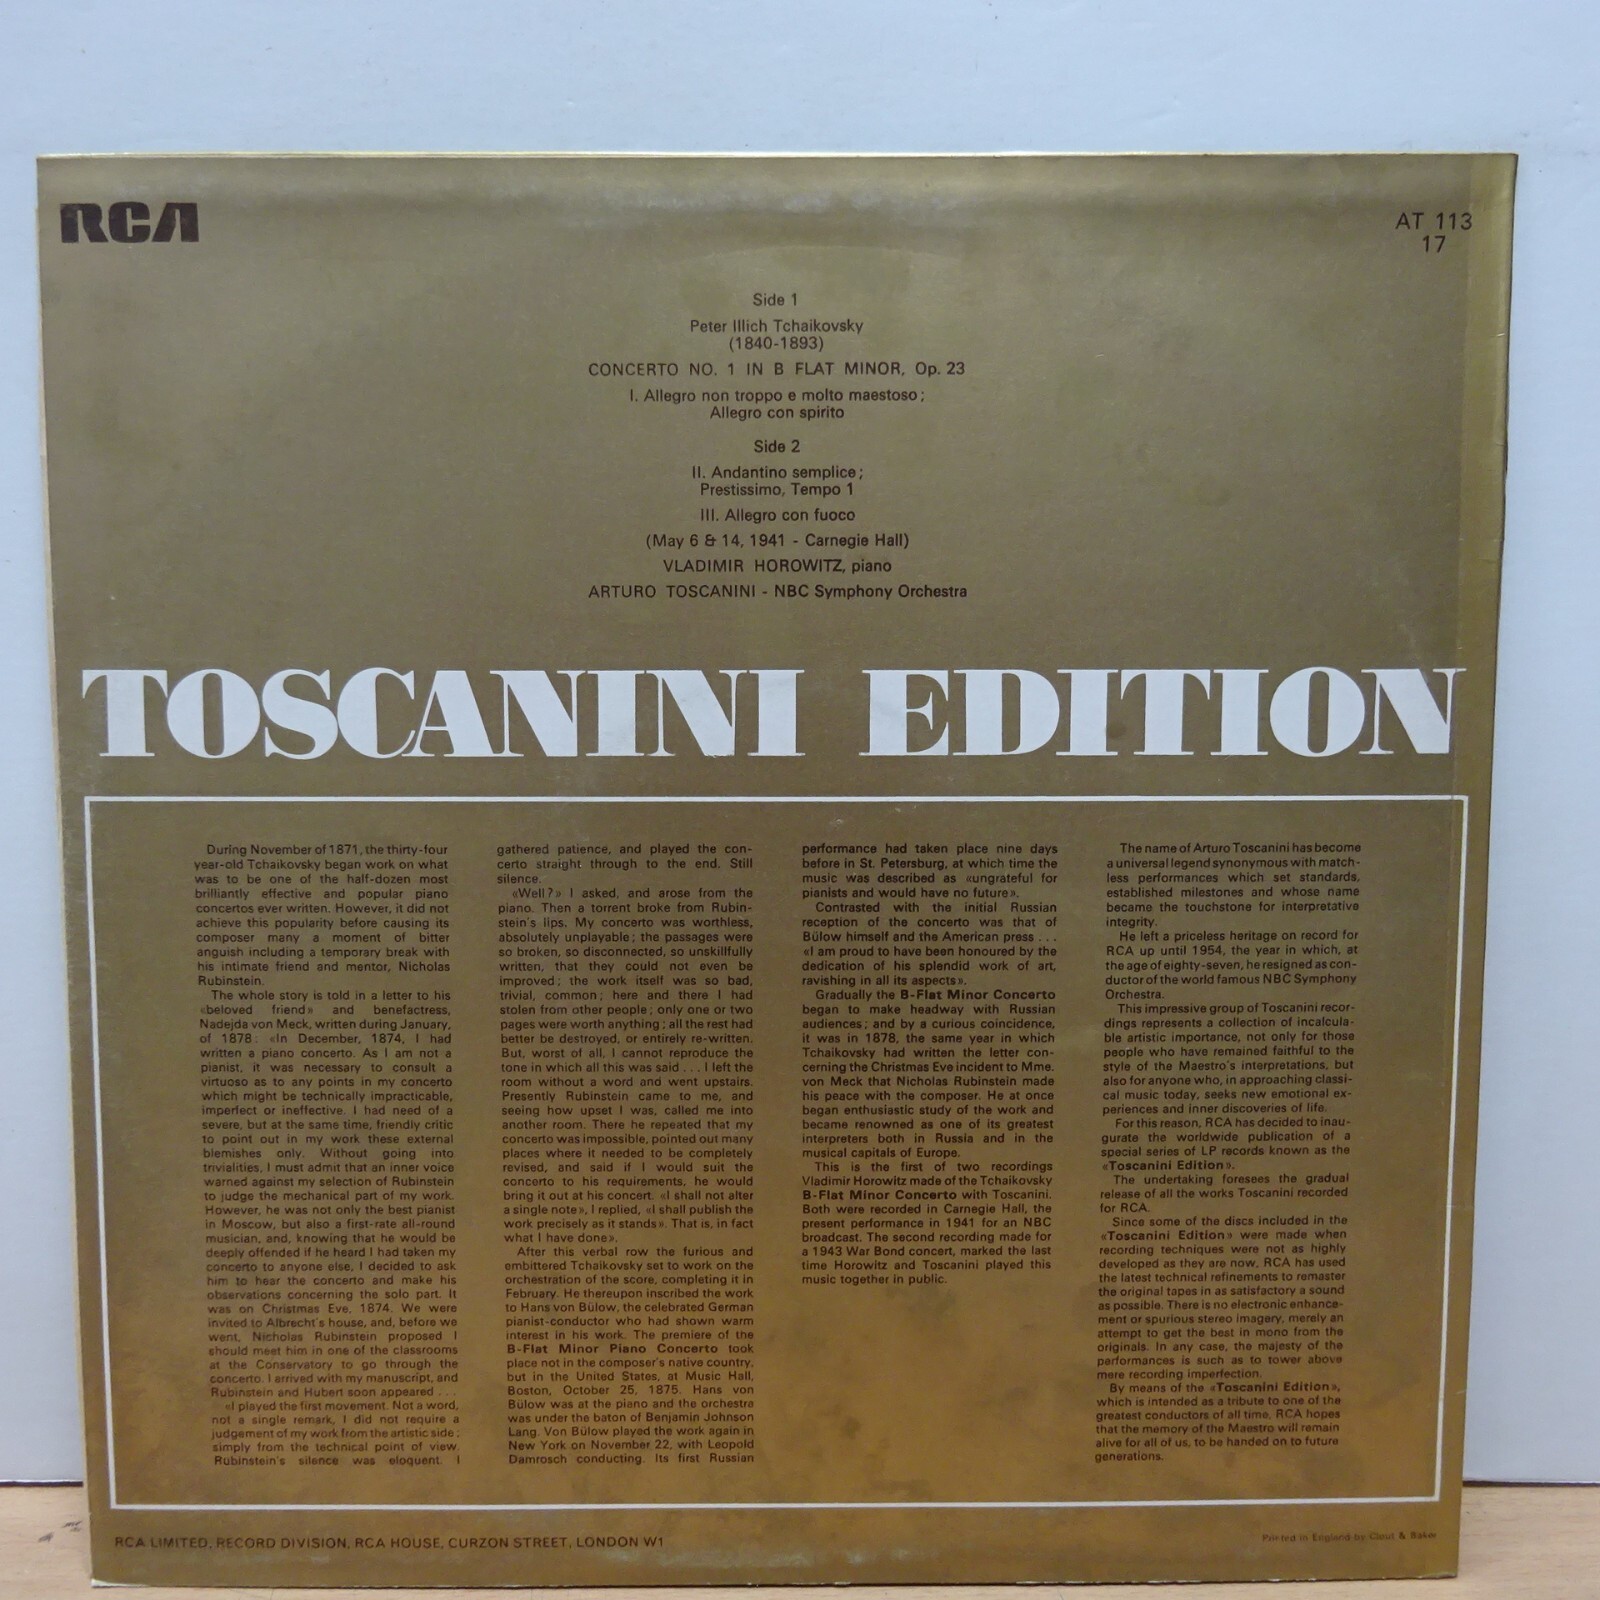 RCA
AT 113
17
Side 1
Peter Illich Tchaikovsky
(1840-1893)
CONCERTO NO. 1 IN B FLAT MINOR, Op. 23
I. Allegro non troppo e molto maestoso;
Allegro con spirito
Side 2
II. Andantino semplice;
Prestissimo, Tempo 1
III. Allegro con fuoco
(May 6 & 14, 1941 - Carnegie Hall)
VLADIMIR HOROWITZ, piano
ARTURO TOSCANINI - NBC Symphony Orchestra
TOSCANINI EDITION
During November of 1871, the thirty-four
year-old Tchaikovsky began work on what
was to be one of the half-dozen most
brilliantly effective and popular piano
concertos ever written. However, it did not
achieve this popularity before causing its
composer many a moment of bitter
anguish including a temporary break with
his intimate friend and mentor, Nicholas
Rubinstein.
The whole story is told in a letter to his
«beloved friend» and benefactress,
Nadejda von Meck, written during January,
of 1878: «In December, 1874, I had
written a piano concerto. As I am not a
pianist, it was necessary to consult a
virtuoso as to any points in my concerto
which might be technically impracticable,
imperfect or ineffective. I had need of a
severe, but at the same time, friendly critic
to point out in my work these external
blemishes only. Without going into
trivialities, I must admit that an inner voice
warned against my selection of Rubinstein
to judge the mechanical part of my work.
However, he was not only the best pianist
in Moscow, but also a first-rate all-round
musician, and, knowing that he would be
deeply offended if he heard I had taken my
concerto to anyone else, I decided to ask
him to hear the concerto and make his
observations concerning the solo part. It
was on Christmas Eve, 1874. We were
invited to Albrecht's house, and, before we
went, Nicholas Rubinstein proposed I
should meet him in one of the classrooms
at the Conservatory to go through the
concerto. I arrived with my manuscript, and
Rubinstein and Hubert soon appeared . . .
«I played the first movement. Not a word,
not a single remark, I did not require a
judgement of my work from the artistic side;
simply from the technical point of view.
Rubinstein's silence was eloquent. I
gathered patience, and played the con-
certo straight through to the end. Still
silence.
«Well?» I asked, and arose from the
piano. Then a torrent broke from Rubin-
stein's lips. My concerto was worthless,
absolutely unplayable; the passages were
so broken, so disconnected, so unskillfully
written, that they could not even be
improved; the work itself was so bad,
trivial, common; here and there I had
stolen from other people; only one or two
pages were worth anything; all the rest had
better be destroyed, or entirely re-written.
But, worst of all, I cannot reproduce the
tone in which all this was said . . . I left the
room without a word and went upstairs.
Presently Rubinstein came to me, and
seeing how upset I was, called me into
another room. There he repeated that my
concerto was impossible, pointed out many
places where it needed to be completely
revised, and said if I would suit the
concerto to his requirements, he would
bring it out at his concert. «I shall not alter
a single note», I replied, «I shall publish the
work precisely as it stands». That is, in fact
what I have done».
After this verbal row the furious and
embittered Tchaikovsky set to work on the
orchestration of the score, completing it in
February. He thereupon inscribed the work
to Hans von Bülow, the celebrated German
pianist-conductor who had shown warm
interest in his work. The premiere of the
B-Flat Minor Piano Concerto took
place not in the composer's native country,
but in the United States, at Music Hall,
Boston, October 25, 1875. Hans von
Bülow was at the piano and the orchestra
was under the baton of Benjamin Johnson
Lang. Von Bülow played the work again in
New York on November 22, with Leopold
Damrosch conducting. Its first Russian
performance had taken place nine days
before in St. Petersburg, at which time the
music was described as «ungrateful for
pianists and would have no future».
Contrasted with the initial Russian
reception of the concerto was that of
Bülow himself and the American press . . .
«I am proud to have been honoured by the
dedication of his splendid work of art,
ravishing in all its aspects».
Gradually the B-Flat Minor Concerto
began to make headway with Russian
audiences; and by a curious coincidence,
it was in 1878, the same year in which
Tchaikovsky had written the letter con-
cerning the Christmas Eve incident to Mme.
von Meck that Nicholas Rubinstein made
his peace with the composer. He at once
began enthusiastic study of the work and
became renowned as one of its greatest
interpreters both in Russia and in the
musical capitals of Europe.
This is the first of two recordings
Vladimir Horowitz made of the Tchaikovsky
B-Flat Minor Concerto with Toscanini.
Both were recorded in Carnegie Hall, the
present performance in 1941 for an NBC
broadcast. The second recording made for
a 1943 War Bond concert, marked the last
time Horowitz and Toscanini played this
music together in public.
The name of Arturo Toscanini has become
a universal legend synonymous with match-
less performances which set standards,
established milestones and whose name
became the touchstone for interpretative
integrity.
He left a priceless heritage on record for
RCA up until 1954, the year in which, at
the age of eighty-seven, he resigned as con-
ductor of the world famous NBC Symphony
Orchestra.
This impressive group of Toscanini recor-
dings represents a collection of incalcula-
ble artistic importance, not only for those
people who have remained faithful to the
style of the Maestro's interpretations, but
also for anyone who, in approaching classi-
cal music today, seeks new emotional ex-
periences and inner discoveries of life.
For this reason, RCA has decided to inau-
gurate the worldwide publication of a
special series of LP records known as the
«Toscanini Edition».
The undertaking foresees the gradual
release of all the works Toscanini recorded
for RCA.
Since some of the discs included in the
«Toscanini Edition» were made when
recording techniques were not as highly
developed as they are now, RCA has used
the latest technical refinements to remaster
the original tapes in as satisfactory a sound
as possible. There is no electronic enhance-
ment or spurious stereo imagery, merely an
attempt to get the best in mono from the
originals. In any case, the majesty of the
performances is such as to tower above
mere recording imperfection.
By means of the «Toscanini Edition»,
which is intended as a tribute to one of the
greatest conductors of all time, RCA hopes
that the memory of the Maestro will remain
alive for all of us, to be handed on to future
generations.
RCA LIMITED, RECORD DIVISION, RCA HOUSE, CURZON STREET, LONDON W1
Printed in England by Clout & Baker